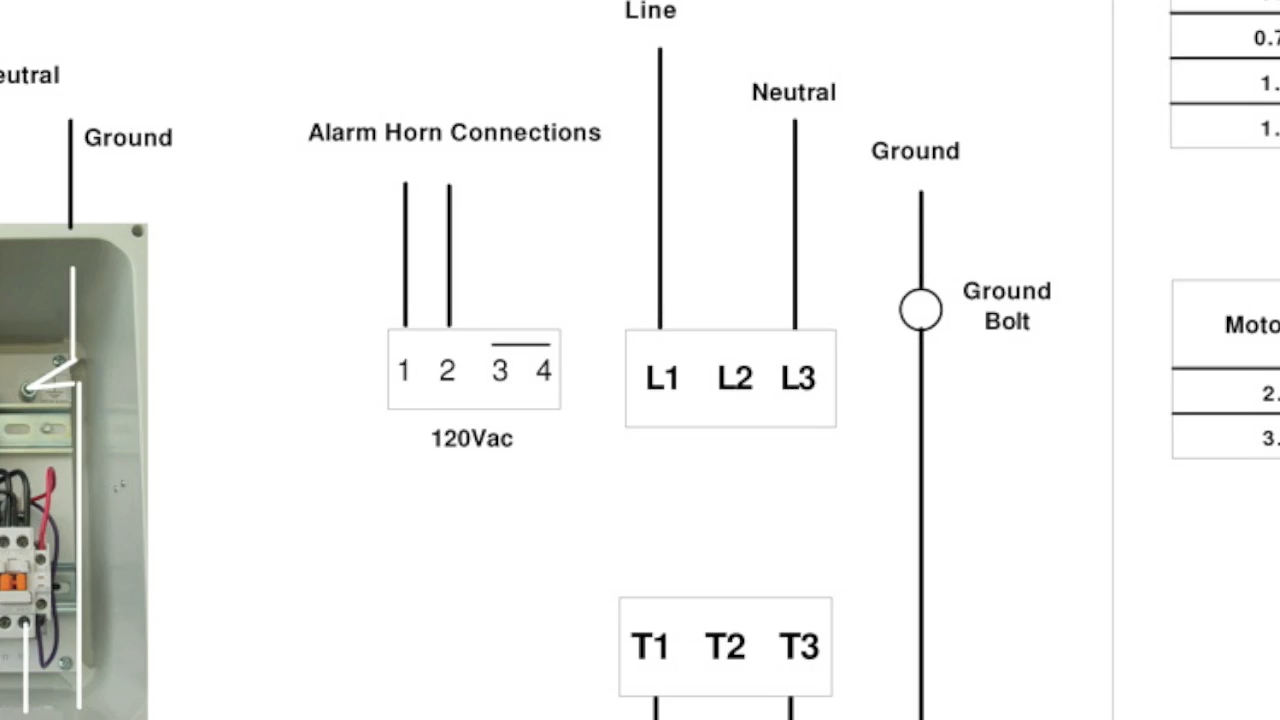 Line
Neutral
Ground
Alarm Horn Connections
Ground
Ground
Bolt
1 2 3 4
L1 L2 L3
120Vac
T1 T2 T3